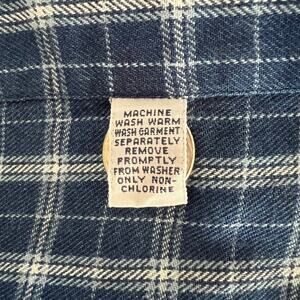 MACHINE
WASH WARM
WASH GARMENT
SEPARATELY
REMOVE
PROMPTLY
FROM WASHER
ONLY NON-
CHLORINE